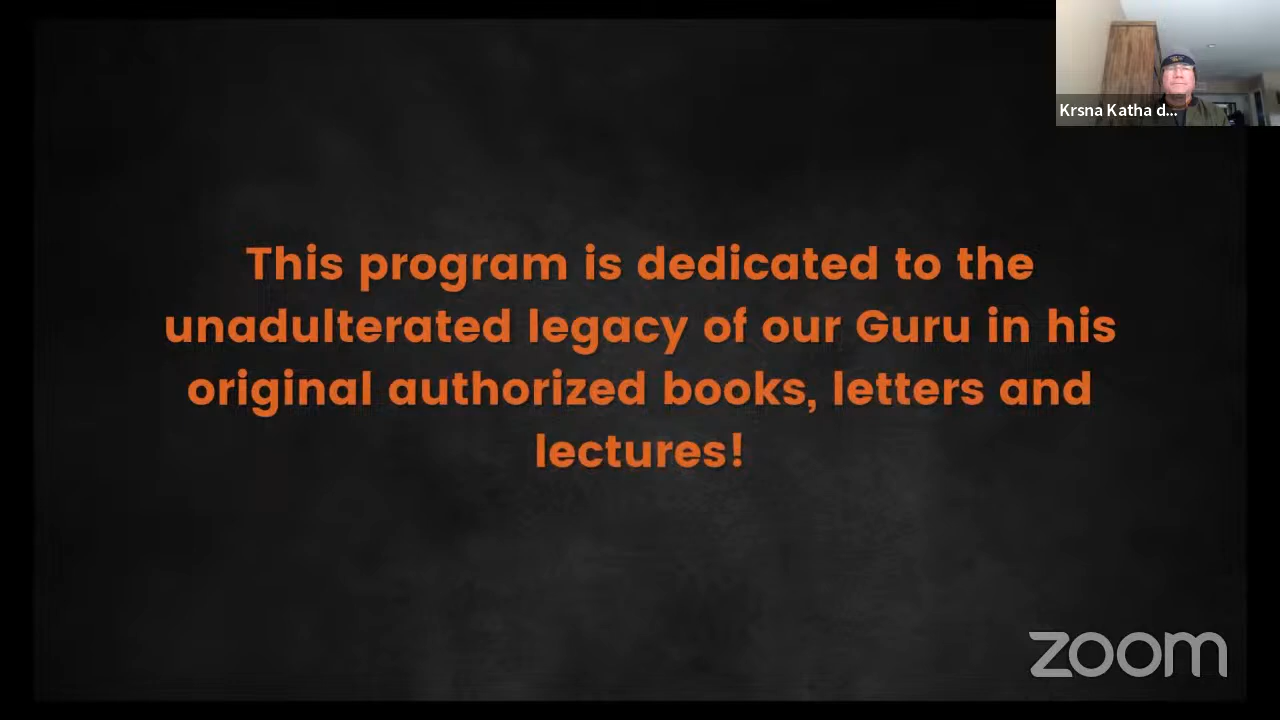 Krsna Katha d...
This program is dedicated to the
unadulterated legacy of our Guru in his
original authorized books, letters and
lectures!
zoom